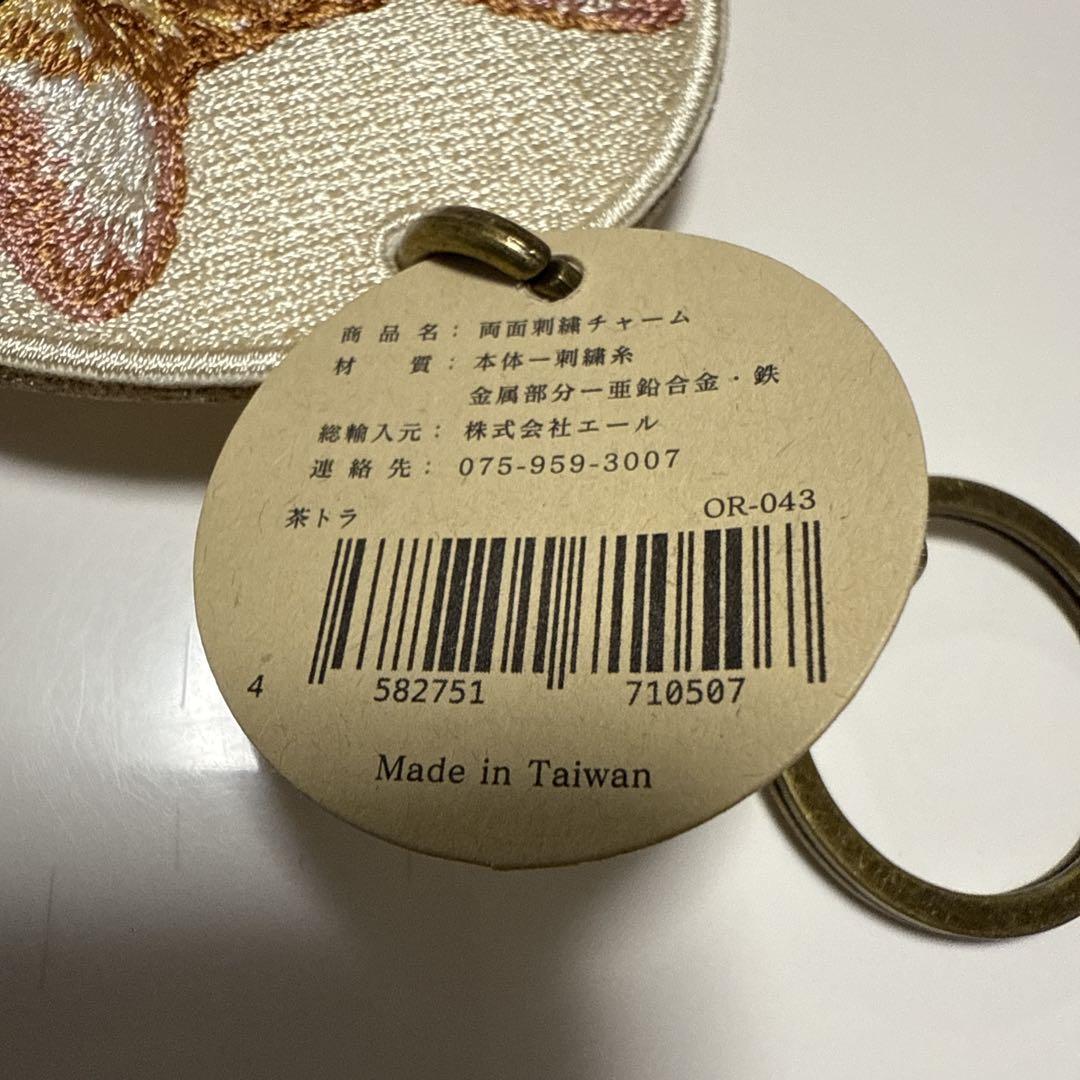 商品名：両面刺繍チャーム
材質：本体ー刺繍糸
金属部分ー亜鉛合金・鉄
総輸入元：株式会社エール
連絡先：075-959-3007
茶トラ OR-043
4 582751 710507
Made in Taiwan